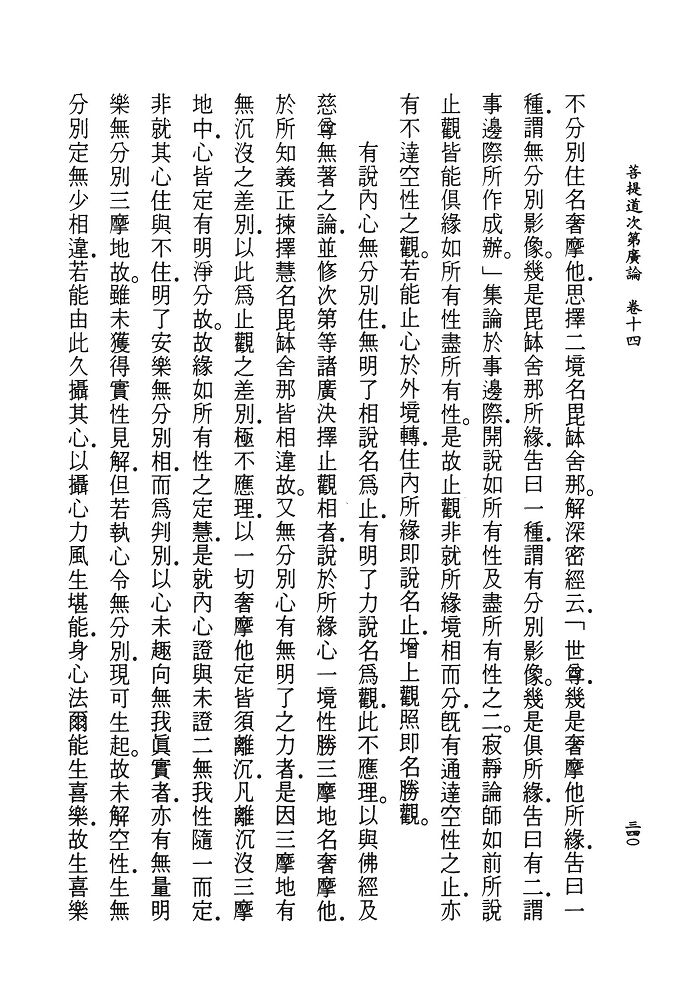 菩提道次第廣論　卷十四
三四〇
不分別住名奢摩他．思擇二境名毘缽舍那。解深密經云．「世尊．幾是奢摩他所緣．告曰一
種．謂無分別影像。幾是毘缽舍那所緣．告曰一種．謂有分別影像。幾是俱所緣．告曰有二．謂
事邊際所作成辦。」集論於事邊際．開說如所有性及盡所有性之二。寂靜論師如前所說
止觀皆能俱緣如所有性盡所有性。是故止觀非就所緣境相而分．旣有通達空性之止．亦
有不達空性之觀。若能止心於外境轉．住內所緣即說名止．增上觀照即名勝觀。
有說內心無分別住．無明了相說名爲止．有明了力說名爲觀．此不應理。以與佛經及
慈尊無著之論．並修次第等諸廣決擇止觀相者．說於所緣心一境性勝三摩地名奢摩他．
於所知義正揀擇慧名毘缽舍那皆相違故。又無分別心有無明了之力者．是因三摩地有
無沉沒之差別．以此爲止觀之差別．極不應理．以一切奢摩他定皆須離沉．凡離沉沒三摩
地中．心皆定有明淨分故。故緣如所有性之定慧．是就內心證與未證二無我性隨一而定．
非就其心住與不住．明了安樂無分別相．而爲判別．以心未趣向無我眞實者．亦有無量明
樂無分別三摩地故。雖未獲得實性見解．但若執心令無分別．現可生起。故未解空性．生無
分別定無少相違．若能由此久攝其心．以攝心力風生堪能．身心法爾能生喜樂．故生喜樂